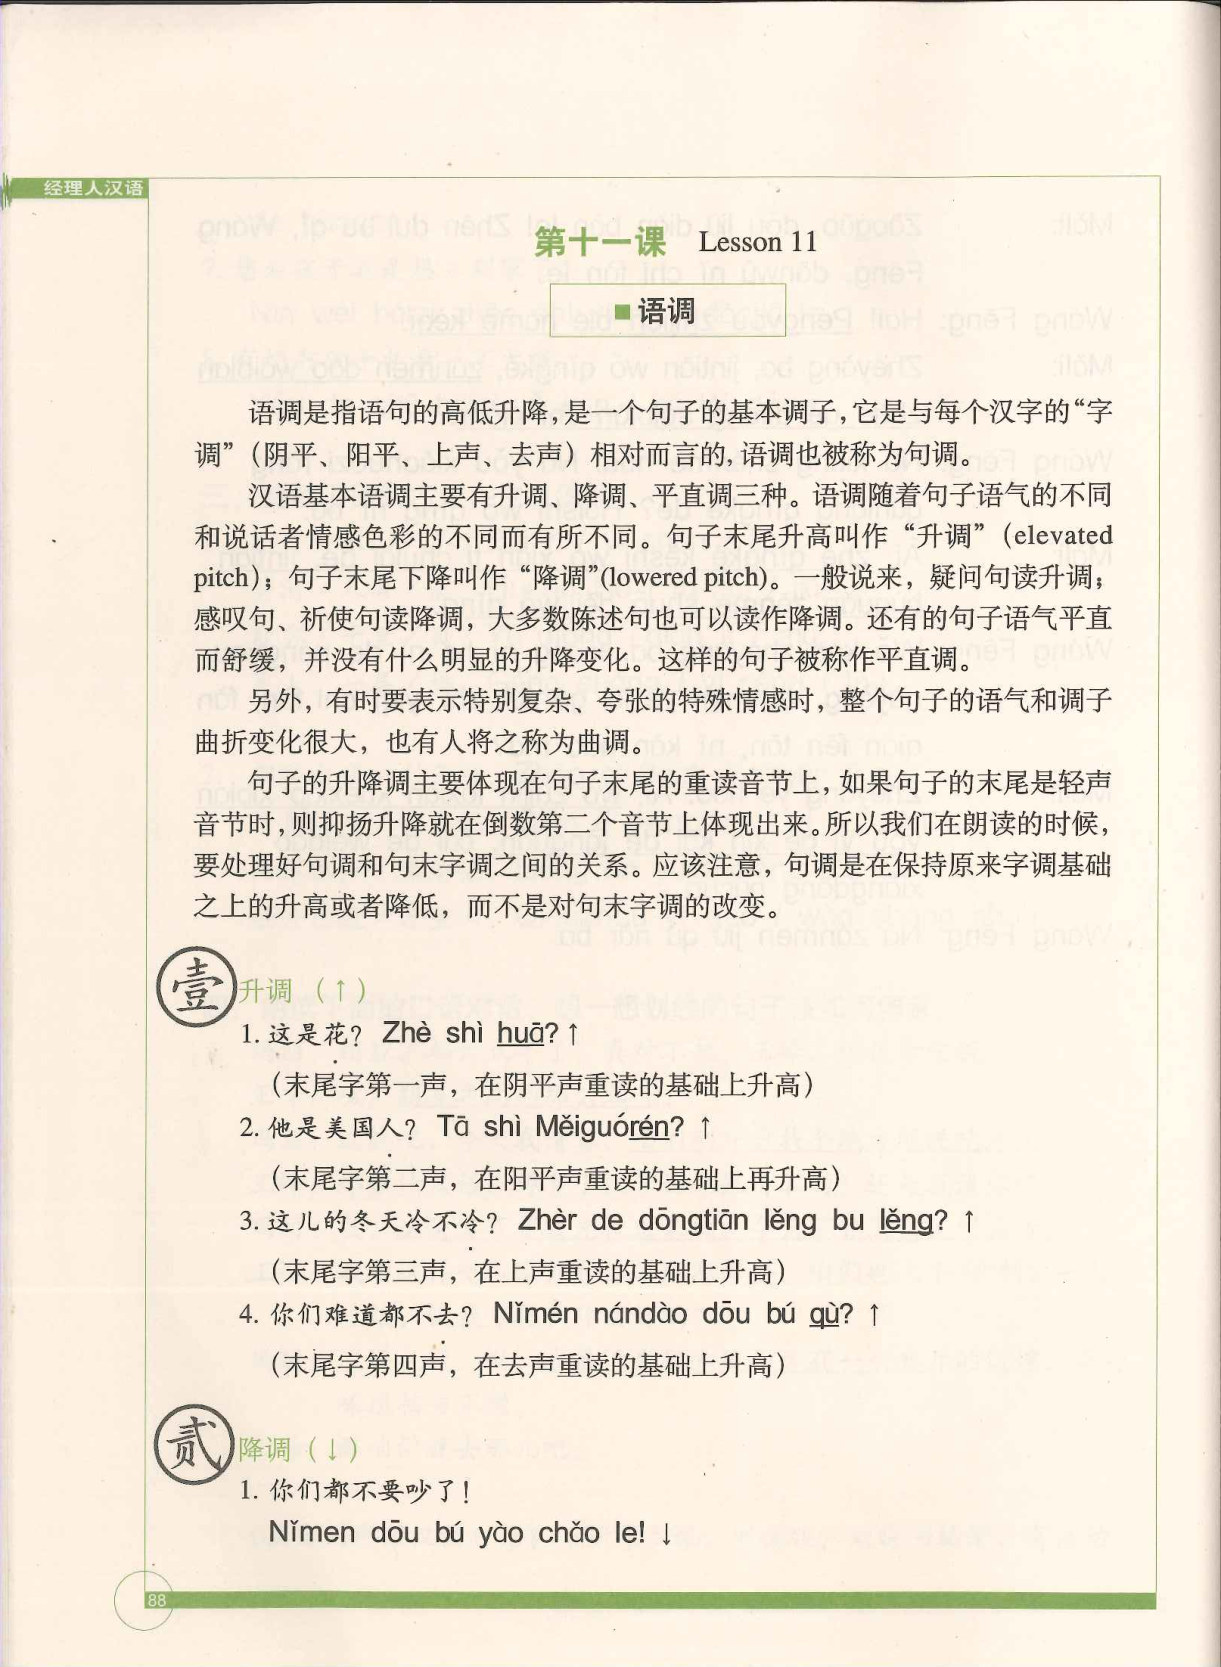 经理人汉语
第十一课 Lesson 11
■语调
语调是指语句的高低升降，是一个句子的基本调子，它是与每个汉字的“字
调”（阴平、阳平、上声、去声）相对而言的，语调也被称为句调。
汉语基本语调主要有升调、降调、平直调三种。语调随着句子语气的不同
和说话者情感色彩的不同而有所不同。句子末尾升高叫作“升调”（elevated
pitch）；句子末尾下降叫作“降调”(lowered pitch)。一般说来，疑问句读升调；
感叹句、祈使句读降调，大多数陈述句也可以读作降调。还有的句子语气平直
而舒缓，并没有什么明显的升降变化。这样的句子被称作平直调。
另外，有时要表示特别复杂、夸张的特殊情感时，整个句子的语气和调子
曲折变化很大，也有人将之称为曲调。
句子的升降调主要体现在句子末尾的重读音节上，如果句子的末尾是轻声
音节时，则抑扬升降就在倒数第二个音节上体现出来。所以我们在朗读的时候，
要处理好句调和句末字调之间的关系。应该注意，句调是在保持原来字调基础
之上的升高或者降低，而不是对句末字调的改变。
壹 升调（↑）
1. 这是花？ Zhè shì huā? ↑
（末尾字第一声，在阴平声重读的基础上升高）
2. 他是美国人？ Tā shì Měiguórén? ↑
（末尾字第二声，在阳平声重读的基础上再升高）
3. 这儿的冬天冷不冷？ Zhèr de dōngtiān lěng bu lěng? ↑
（末尾字第三声，在上声重读的基础上升高）
4. 你们难道都不去？ Nǐmén nándào dōu bú qù? ↑
（末尾字第四声，在去声重读的基础上升高）
贰 降调（↓）
1. 你们都不要吵了！
Nǐmen dōu bú yào chǎo le! ↓
88